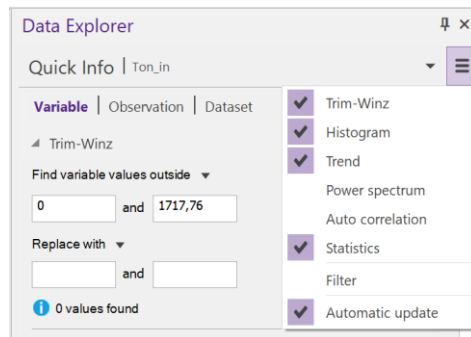 Data Explorer
Quick Info | Ton_in
Variable | Observation | Dataset
Trim-Winz
Find variable values outside
0 and 1717,76
Replace with
and
0 values found
Trim-Winz
Histogram
Trend
Power spectrum
Auto correlation
Statistics
Filter
Automatic update